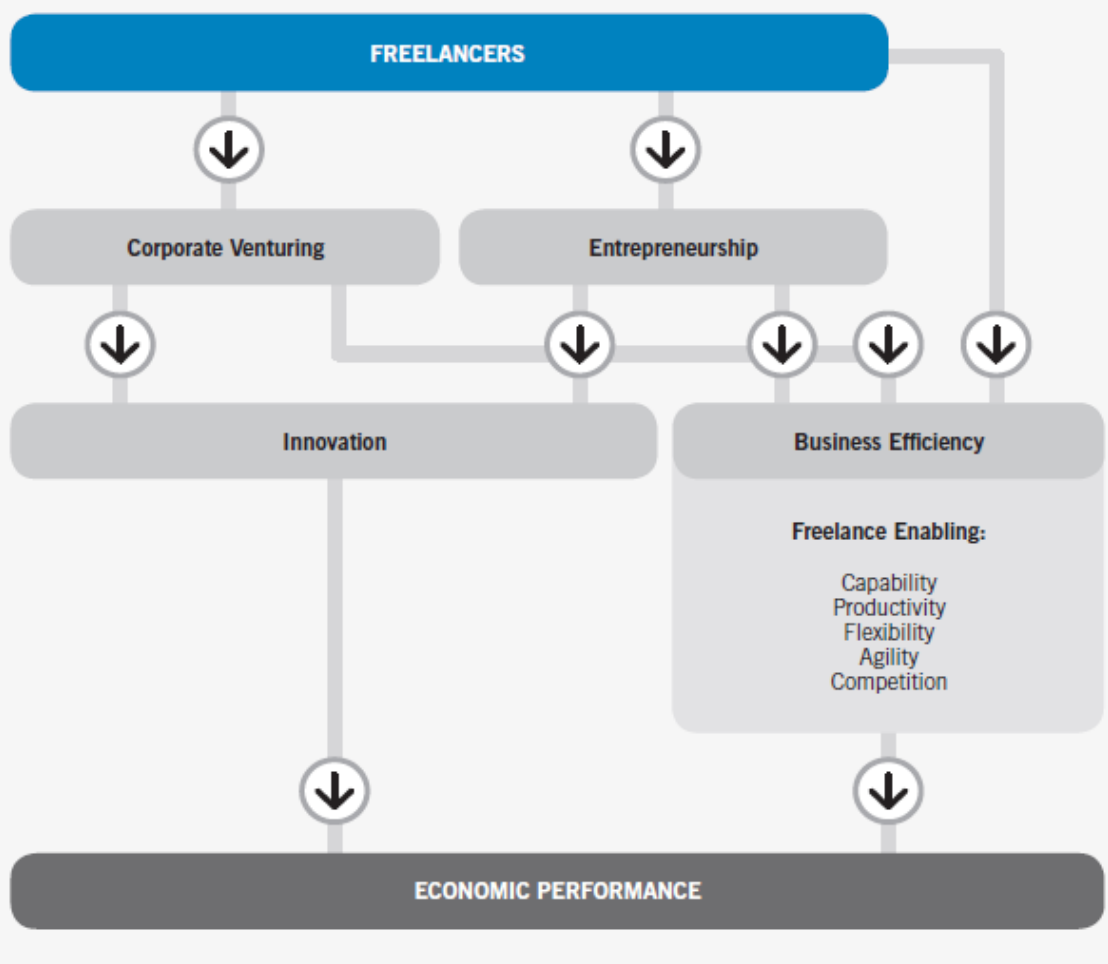 FREELANCERS
Corporate Venturing
Entrepreneurship
Innovation
Business Efficiency
Freelance Enabling:
Capability
Productivity
Flexibility
Agility
Competition
ECONOMIC PERFORMANCE